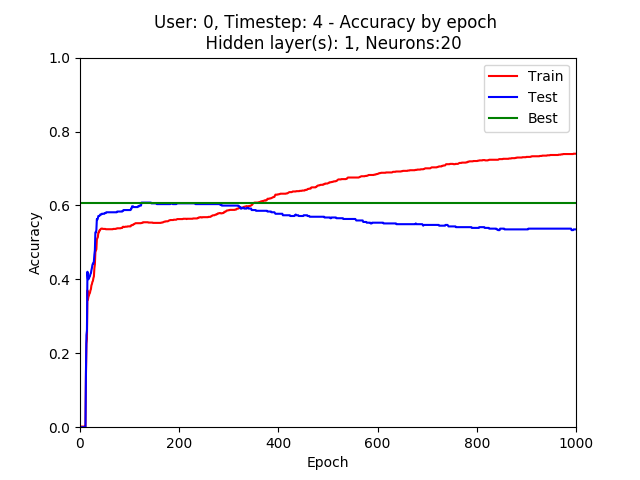 User: 0, Timestep: 4 - Accuracy by epoch
Hidden layer(s): 1, Neurons:20
1.0
0.8
0.6
0.4
0.2
0.0
Accuracy
Train
Test
Best
0 200 400 600 800 1000
Epoch